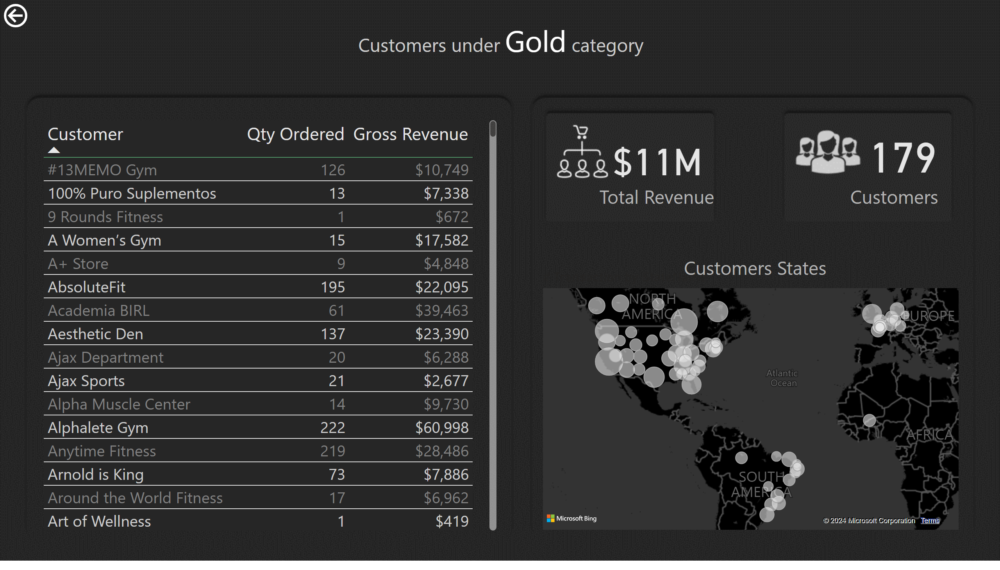 Customers under Gold category
Customer Qty Ordered Gross Revenue
#13MEMO Gym 126 $10,749
100% Puro Suplementos 13 $7,338
9 Rounds Fitness 1 $672
A Women's Gym 15 $17,582
A+ Store 9 $4,848
AbsoluteFit 195 $22,095
Academia BIRL 61 $39,463
Aesthetic Den 137 $23,390
Ajax Department 20 $6,288
Ajax Sports 21 $2,677
Alpha Muscle Center 14 $9,730
Alphalete Gym 222 $60,998
Anytime Fitness 219 $28,486
Arnold is King 73 $7,886
Around the World Fitness 17 $6,962
Art of Wellness 1 $419
$11M
Total Revenue
179
Customers
Customers States
NORTH
AMERICA
EUROPE
Atlantic
Ocean
AFRICA
SOUTH
AMERICA
Microsoft Bing
© 2024 Microsoft Corporation Terms